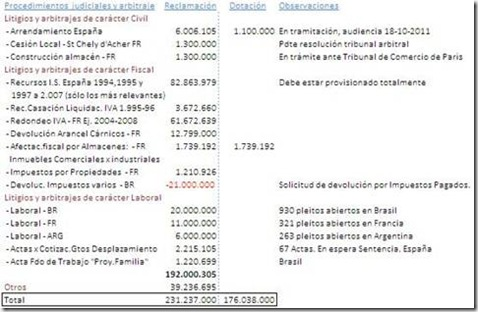 Procedimientos judiciales y arbitraje Reclamación Dotación Observaciones
Litigios y arbitrajes de carácter Civil
- Arrendamiento España 6.006.105 1.100.000 En tramitación, audiencia 18-10-2011
- Cesión Local - St Chely d'Acher FR 1.300.000 Pdte resolución tribunal arbitral
- Construcción almacén - FR 1.300.000 En trámite ante Tribunal de Comercio de Paris
Litigios y arbitrajes de carácter Fiscal
- Recursos I.S. España 1994,1995 y 82.863.979 Debe estar provisionado totalmente
1997 a 2.007 (sólo los más relevantes)
- Rec.Casación Liquidac. IVA 1.995-96 3.672.660
- Redondeo IVA - FR Ej. 2004-2008 61.672.639
- Devolución Arancel Cárnicos - FR 12.799.000
- Afectac.fiscal por Almacenes: - FR 1.739.192 1.739.192
Inmuebles Comerciales x industriales
- Impuestos por Propiedades - FR 1.210.926
- Devoluc. Impuestos varios - BR -21.000.000 Solicitud de devolución por Impuestos Pagados.
Litigios y arbitrajes de carácter Laboral
- Laboral - BR 20.000.000 930 pleitos abiertos en Brasil
- Laboral - FR 11.000.000 321 pleitos abiertos en Francia
- Laboral - ARG 6.000.000 263 pleitos abiertos en Argentina
- Actas x Cotizac.Gtos Desplazamiento 2.215.105 67 Actas. En espera Sentencia. España
- Acta Fdo de Trabajo "Proy.Familia" 1.220.699 Brasil
192.000.305
Otros 39.236.695
Total 231.237.000 176.038.000